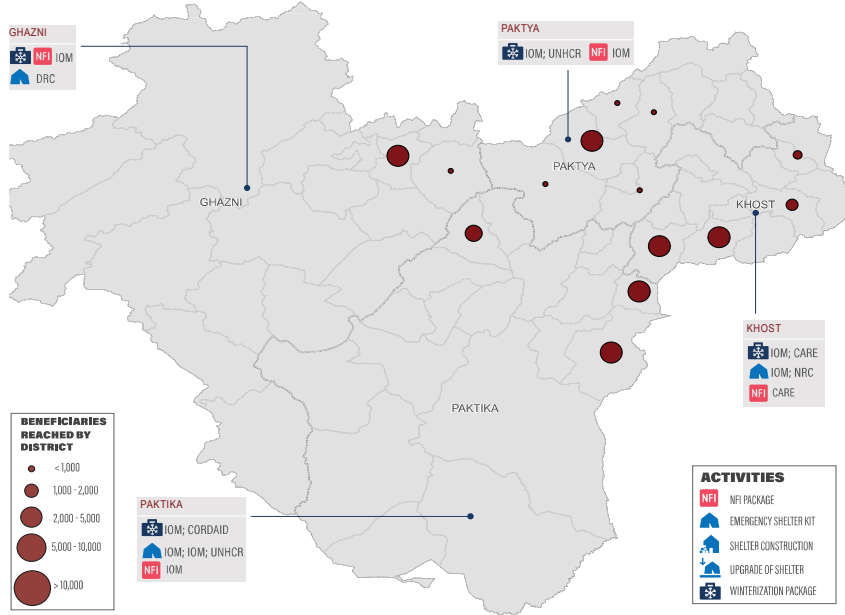 GHAZNI
NFI IOM
DRC
PAKTYA
IOM; UNHCR NFI IOM
PAKTYA
GHAZNI
KHOST
KHOST
IOM; CARE
IOM; NRC
NFI CARE
PAKTIKA
BENEFICIARIES
REACHED BY
DISTRICT
<1,000
1,000 - 2,000
2,000 - 5,000
5,000 - 10,000
>10,000
PAKTIKA
IOM; CORDAID
IOM; IOM; UNHCR
NFI IOM
ACTIVITIES
NFI NFI PACKAGE
EMERGENCY SHELTER KIT
SHELTER CONSTRUCTION
UPGRADE OF SHELTER
WINTERIZATION PACKAGE